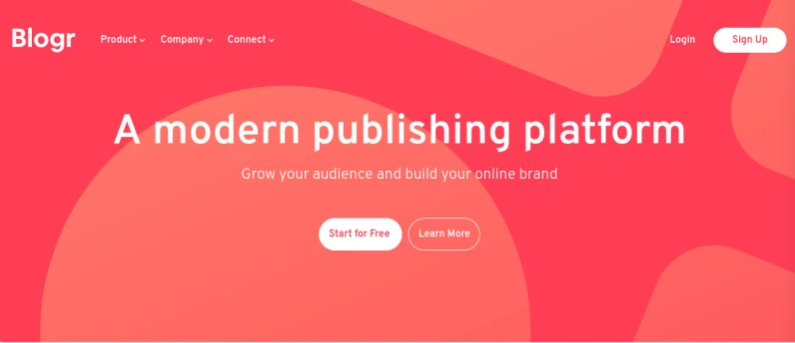 Blogr Product Company Connect Login Sign Up
A modern publishing platform
Grow your audience and build your online brand
Start for Free Learn More